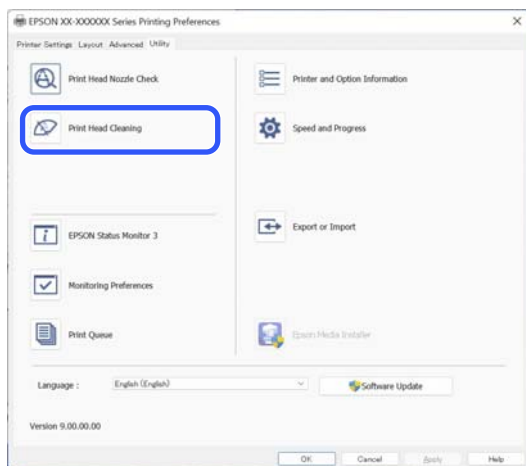 EPSON XX-XXXXXX Series Printing Preferences
Printer Settings Layout Advanced Utility
Print Head Nozzle Check
Printer and Option Information
Print Head Cleaning
Speed and Progress
EPSON Status Monitor 3
Export or Import
Monitoring Preferences
Print Queue
Epson Media Installer
Language :
English (English)
Software Update
Version 9.00.00.00
OK
Cancel
Apply
Help